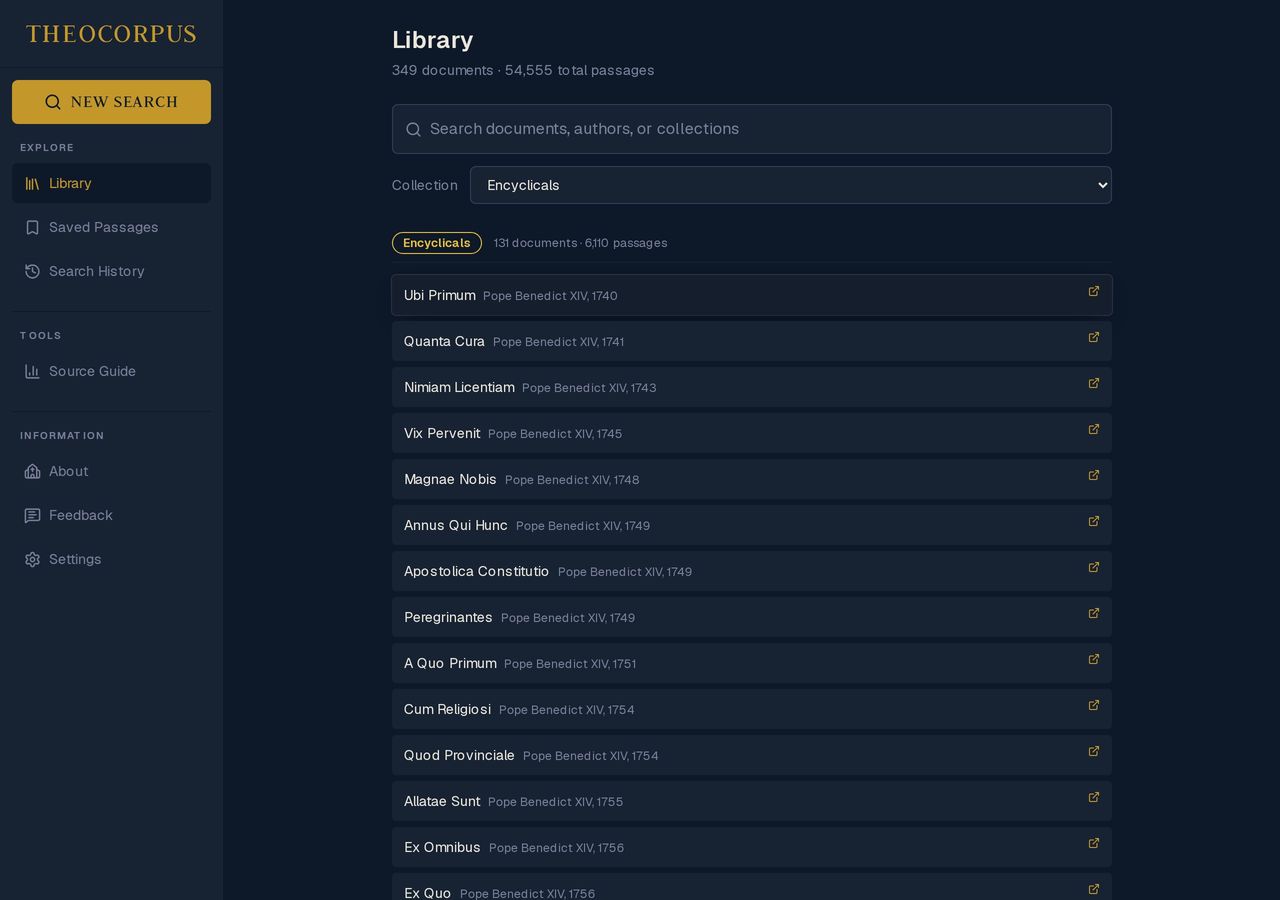 THEOCORPUS
NEW SEARCH
EXPLORE
Library
Saved Passages
Search History
TOOLS
Source Guide
INFORMATION
About
Feedback
Settings
Library
349 documents · 54,555 total passages
Search documents, authors, or collections
Collection Encyclicals
Encyclicals 131 documents · 6,110 passages
Ubi Primum Pope Benedict XIV, 1740
Quanta Cura Pope Benedict XIV, 1741
Nimiam Licentiam Pope Benedict XIV, 1743
Vix Pervenit Pope Benedict XIV, 1745
Magnae Nobis Pope Benedict XIV, 1748
Annus Qui Hunc Pope Benedict XIV, 1749
Apostolica Constitutio Pope Benedict XIV, 1749
Peregrinantes Pope Benedict XIV, 1749
A Quo Primum Pope Benedict XIV, 1751
Cum Religiosi Pope Benedict XIV, 1754
Quod Provinciale Pope Benedict XIV, 1754
Allatae Sunt Pope Benedict XIV, 1755
Ex Omnibus Pope Benedict XIV, 1756
Ex Quo Pope Benedict XIV, 1756